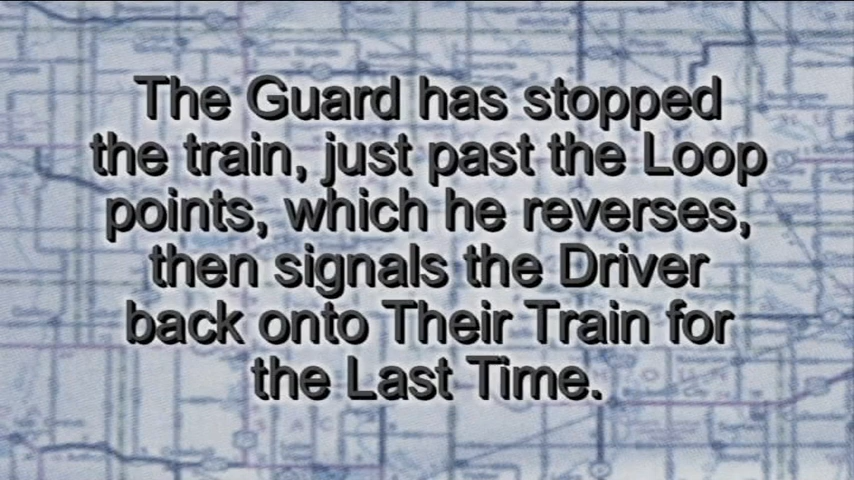 The Guard has stopped
the train, just past the Loop
points, which he reverses,
then signals the Driver
back onto Their Train for
the Last Time.